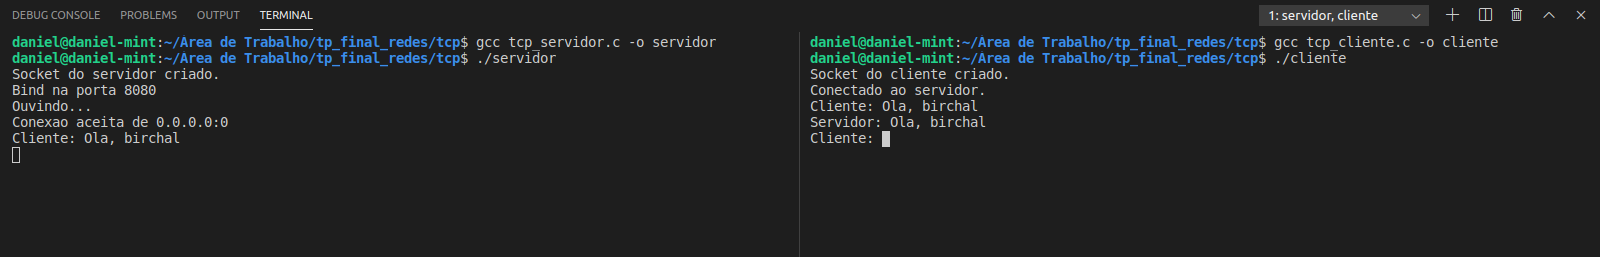 DEBUG CONSOLE PROBLEMS OUTPUT TERMINAL 1: servidor, cliente
daniel@daniel-mint:~/Área de Trabalho/tp_final_redes/tcp$ gcc tcp_servidor.c -o servidor
daniel@daniel-mint:~/Área de Trabalho/tp_final_redes/tcp$ ./servidor
Socket do servidor criado.
Bind na porta 8080
Ouvindo...
Conexao aceita de 0.0.0.0:0
Cliente: Ola, birchal
daniel@daniel-mint:~/Área de Trabalho/tp_final_redes/tcp$ gcc tcp_cliente.c -o cliente
daniel@daniel-mint:~/Área de Trabalho/tp_final_redes/tcp$ ./cliente
Socket do cliente criado.
Conectado ao servidor.
Cliente: Ola, birchal
Servidor: Ola, birchal
Cliente: